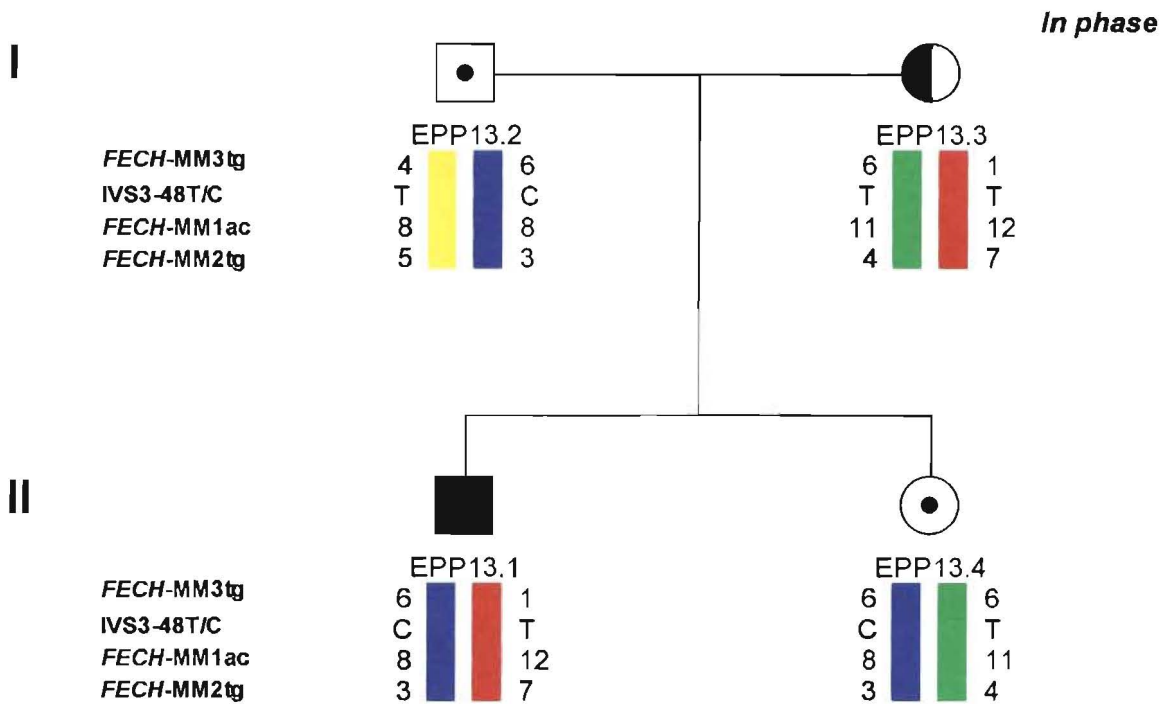 In phase
I
EPP13.2 EPP13.3
FECH-MM3tg 4 6 6 1
IVS3-48T/C T C T T
FECH-MM1ac 8 8 11 12
FECH-MM2tg 5 3 4 7
II
EPP13.1 EPP13.4
FECH-MM3tg 6 1 6 6
IVS3-48T/C C T C T
FECH-MM1ac 8 12 8 11
FECH-MM2tg 3 7 3 4